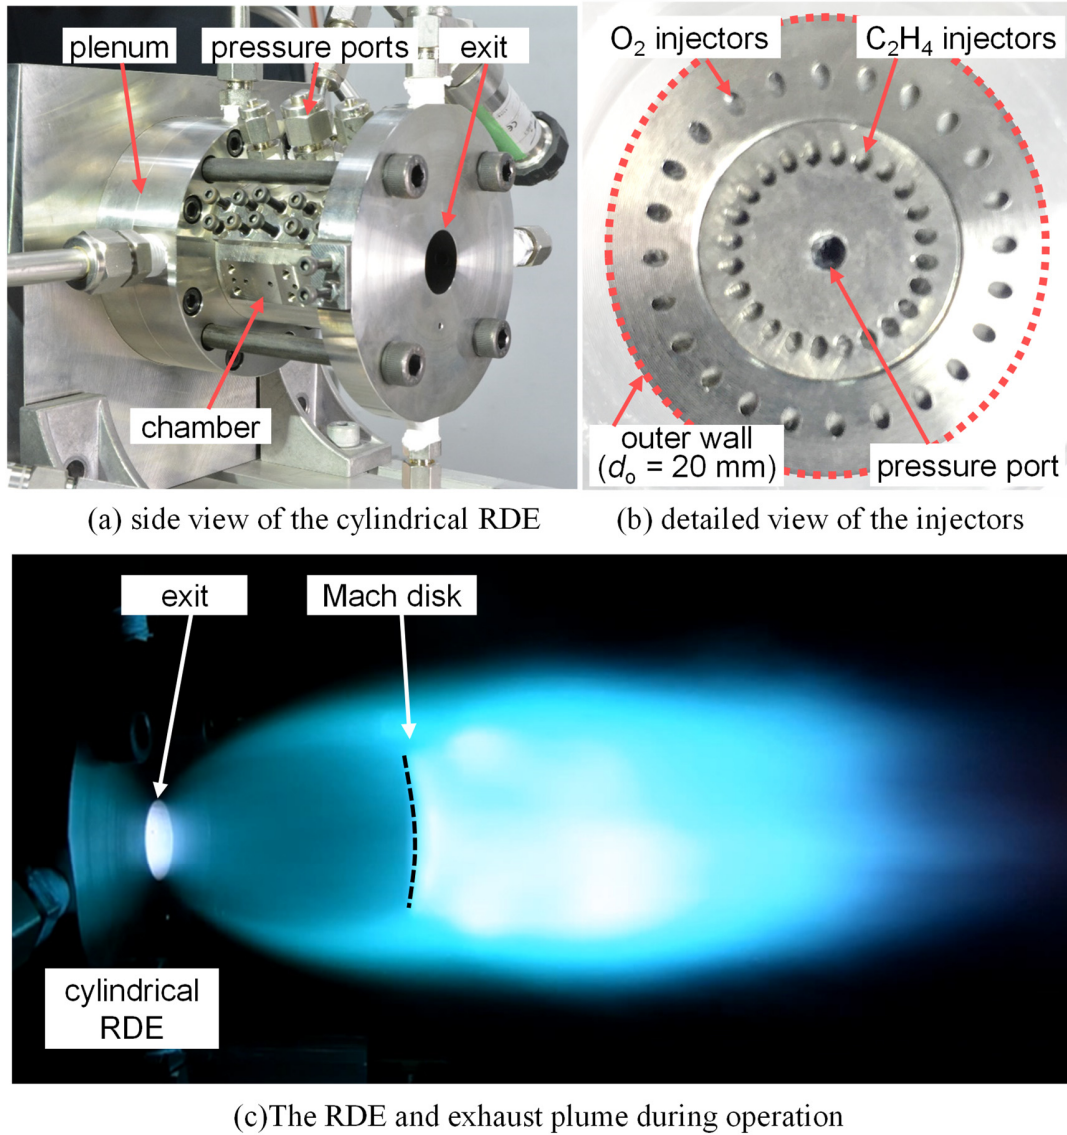 plenum
pressure ports
exit
chamber
(a) side view of the cylindrical RDE
O₂ injectors
C₂H₄ injectors
outer wall
(dₒ = 20 mm)
pressure port
(b) detailed view of the injectors
exit
Mach disk
cylindrical
RDE
(c)The RDE and exhaust plume during operation